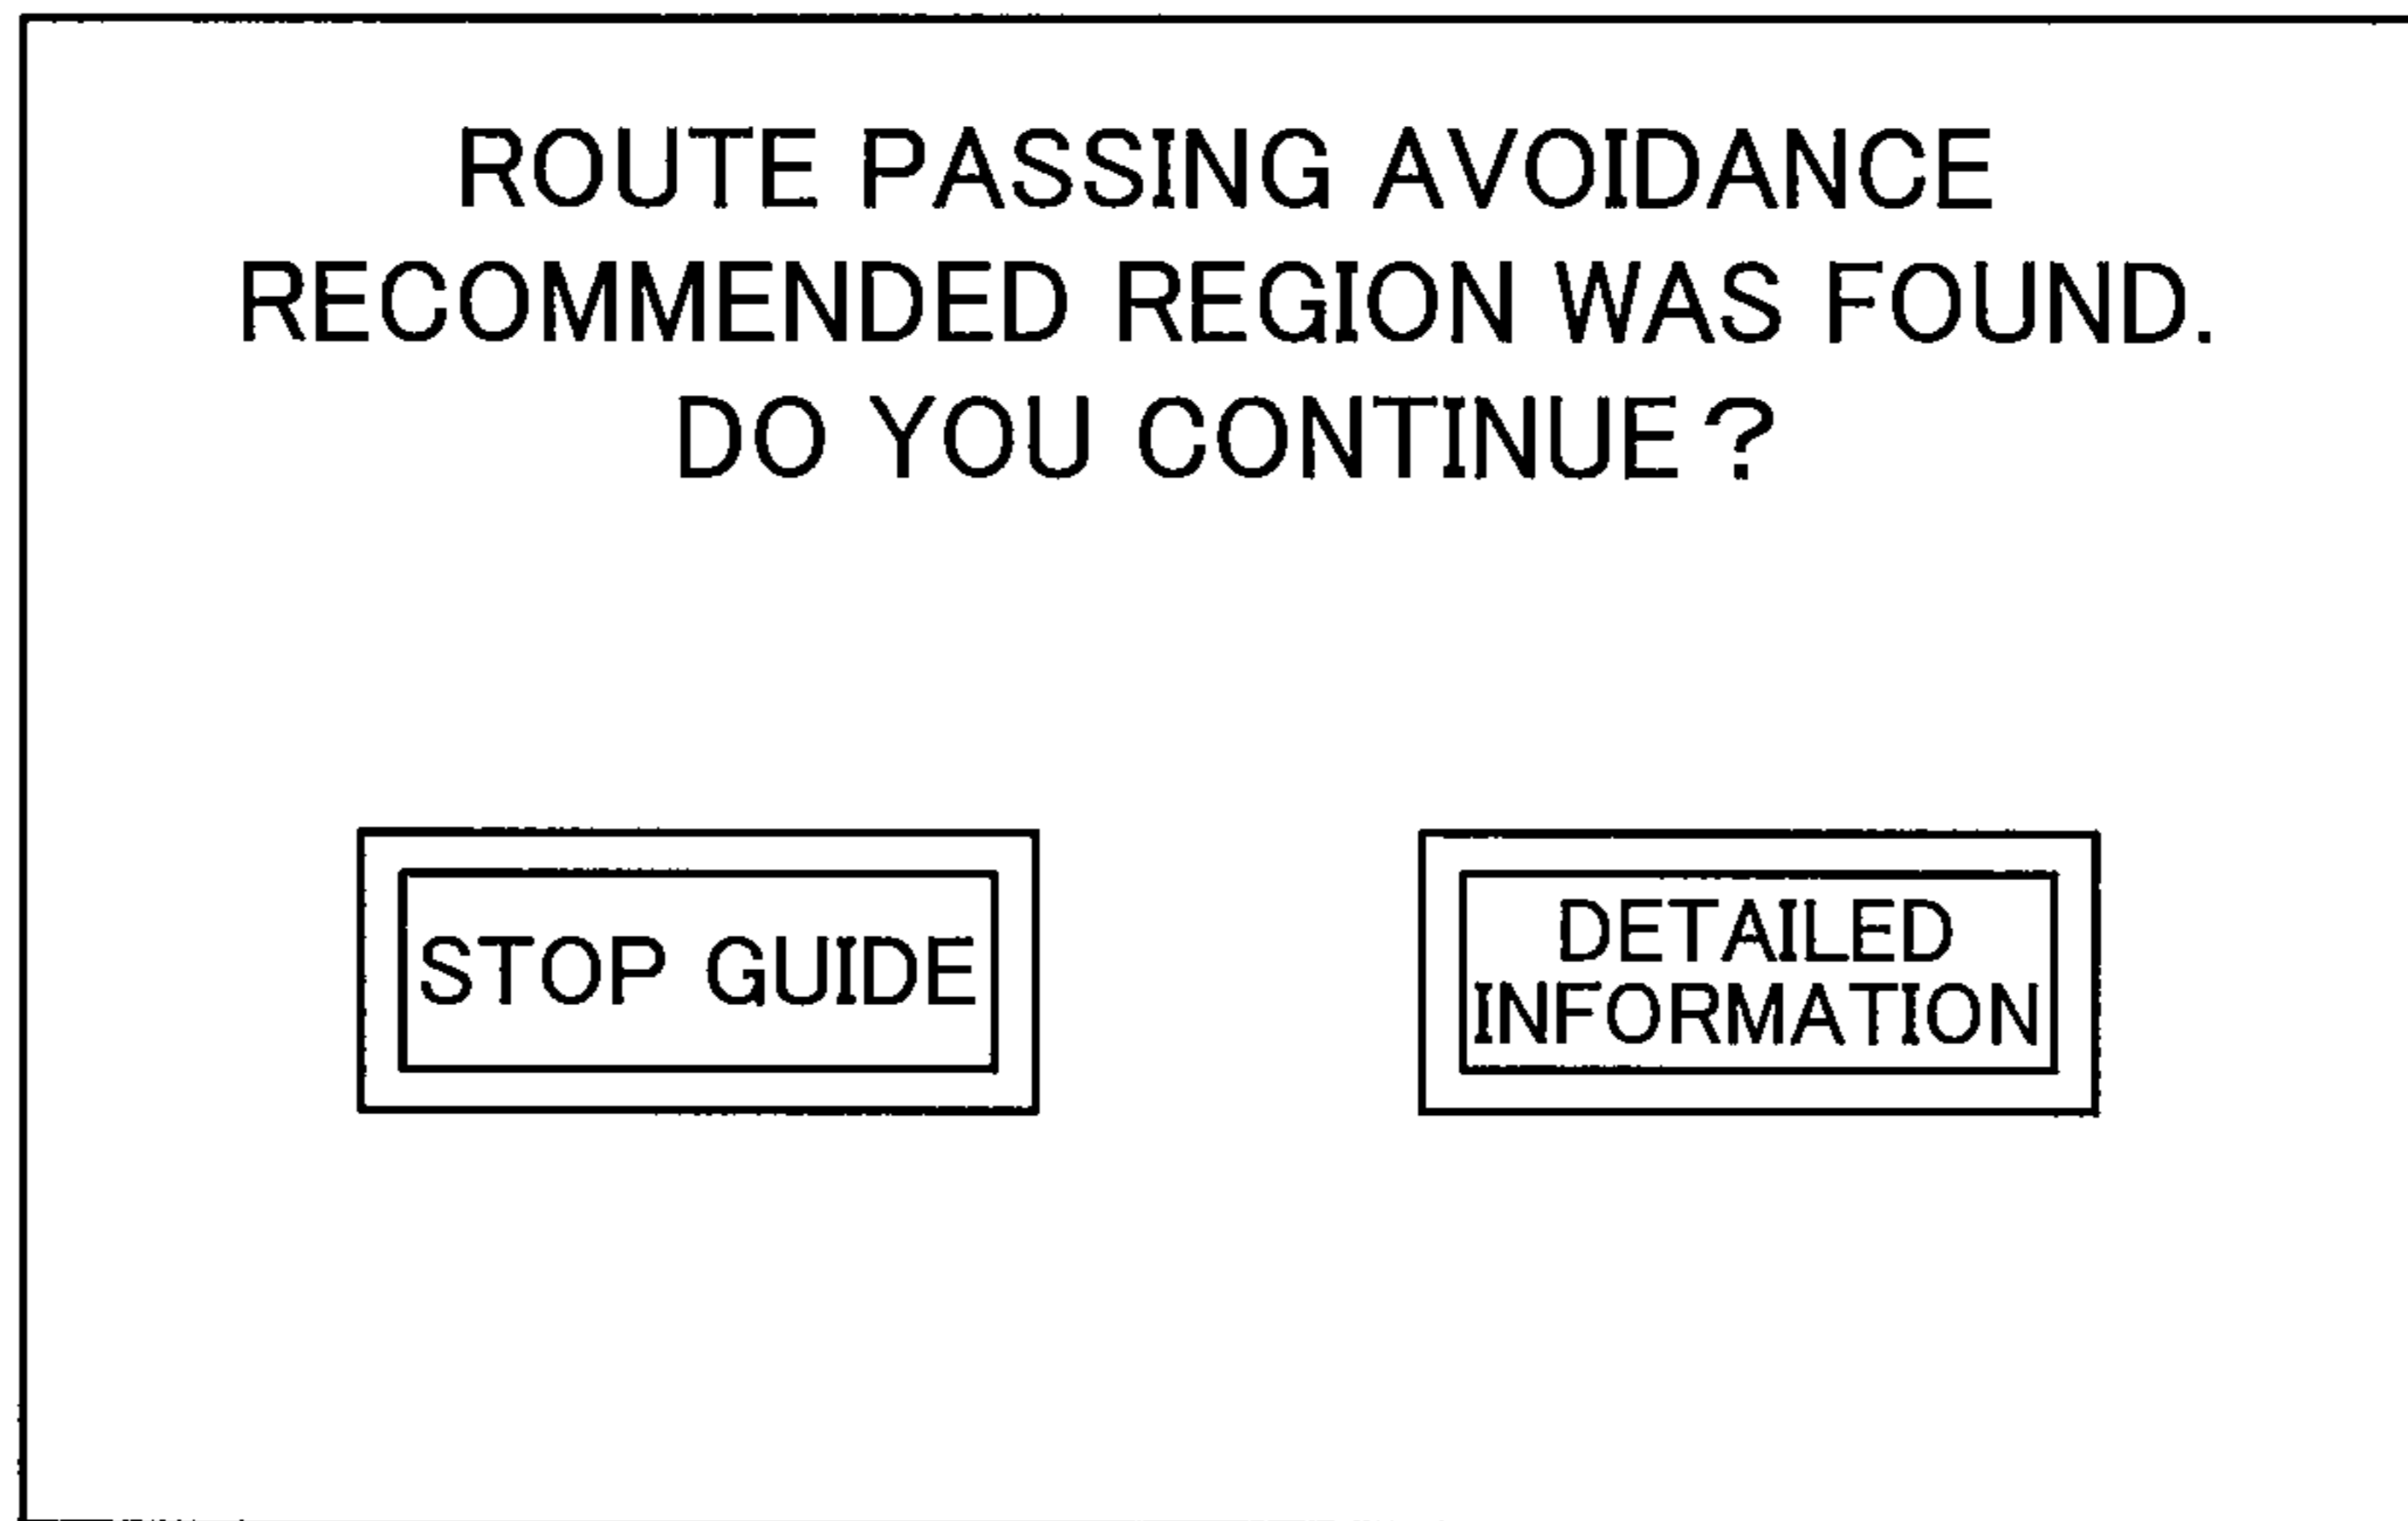 ROUTE PASSING AVOIDANCE
RECOMMENDED REGION WAS FOUND.
DO YOU CONTINUE?
STOP GUIDE
DETAILED
INFORMATION